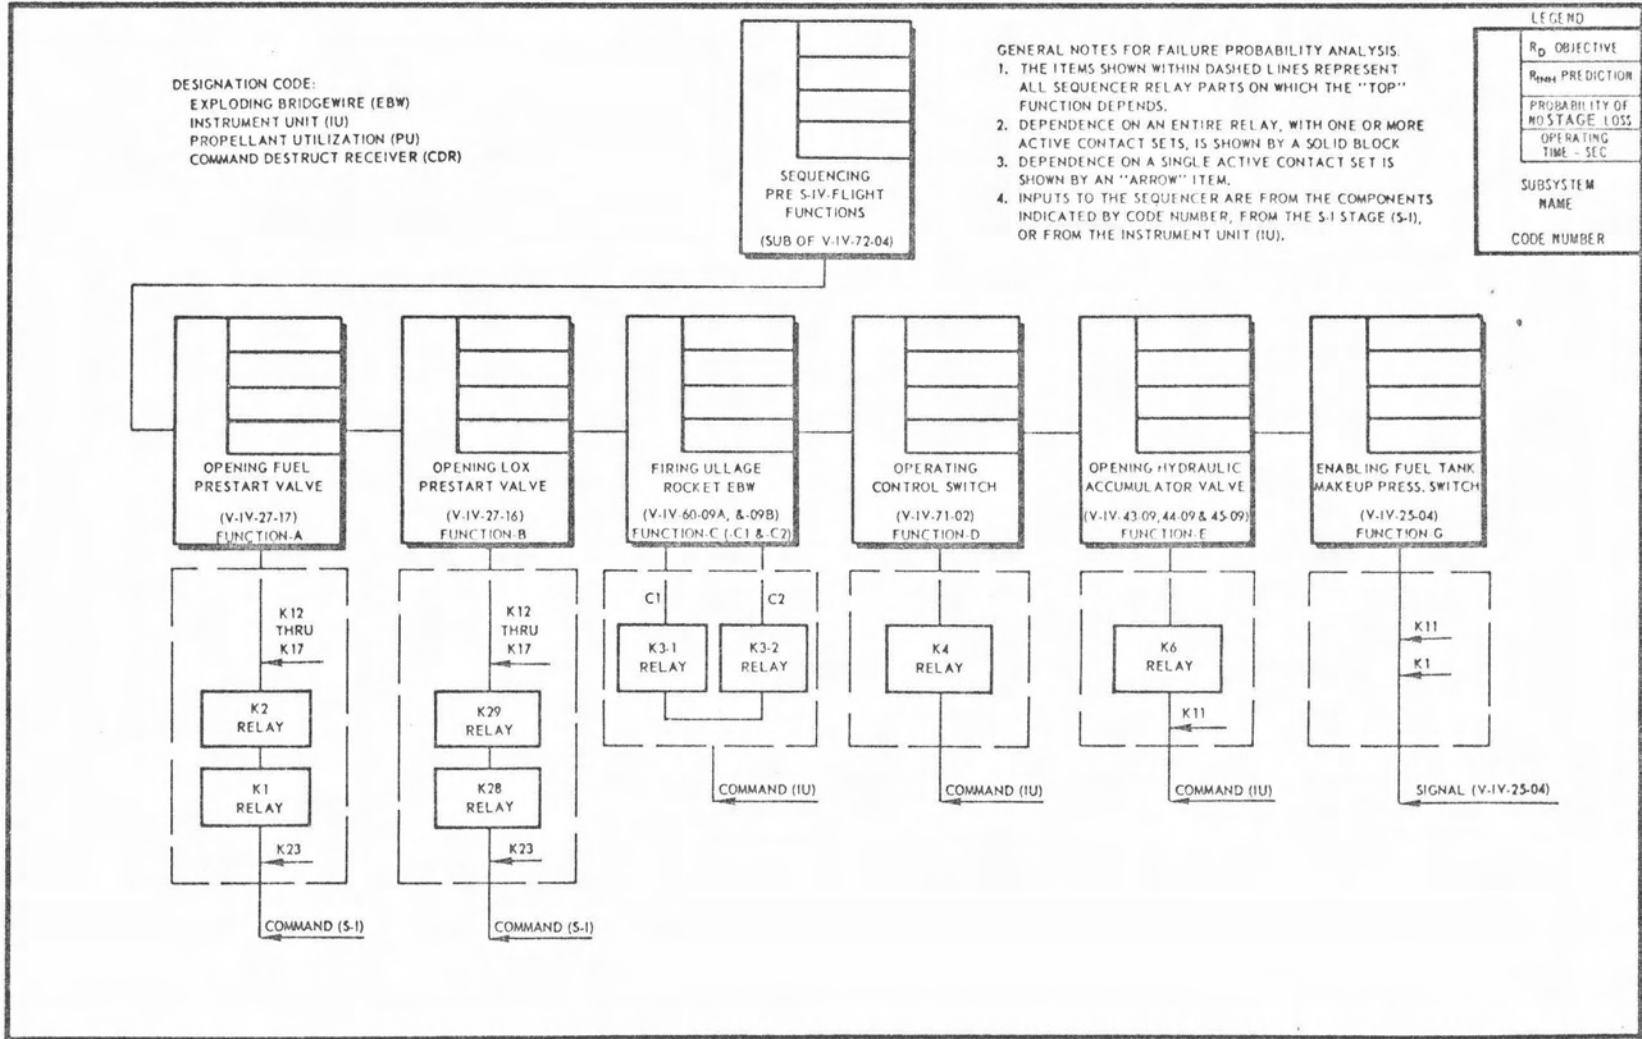 DESIGNATION CODE:
EXPLODING BRIDGEWIRE (EBW)
INSTRUMENT UNIT (IU)
PROPELLANT UTILIZATION (PU)
COMMAND DESTRUCT RECEIVER (CDR)
SEQUENCING
PRE S-IV-FLIGHT
FUNCTIONS
(SUB OF V-IV-72-04)
GENERAL NOTES FOR FAILURE PROBABILITY ANALYSIS.
1. THE ITEMS SHOWN WITHIN DASHED LINES REPRESENT
ALL SEQUENCER RELAY PARTS ON WHICH THE "TOP"
FUNCTION DEPENDS.
2. DEPENDENCE ON AN ENTIRE RELAY, WITH ONE OR MORE
ACTIVE CONTACT SETS, IS SHOWN BY A SOLID BLOCK
3. DEPENDENCE ON A SINGLE ACTIVE CONTACT SET IS
SHOWN BY AN "ARROW" ITEM.
4. INPUTS TO THE SEQUENCER ARE FROM THE COMPONENTS
INDICATED BY CODE NUMBER, FROM THE S-I STAGE (S-I),
OR FROM THE INSTRUMENT UNIT (IU).
LEGEND
RD OBJECTIVE
PREDICTION
PROBABILITY OF
NO STAGE LOSS
OPERATING
TIME - SEC
SUBSYSTEM
NAME
CODE NUMBER
OPENING FUEL
PRESTART VALVE
(V-IV-27-17)
FUNCTION-A
OPENING LOX
PRESTART VALVE
(V-IV-27-16)
FUNCTION-B
FIRING ULLAGE
ROCKET EBW
(V-IV-60-09A, &-09B)
FUNCTION-C (-C1 & -C2)
OPERATING
CONTROL SWITCH
(V-IV-71-02)
FUNCTION-D
OPENING HYDRAULIC
ACCUMULATOR VALVE
(V-IV-43-09, 44-09 & 45-09)
FUNCTION-E
ENABLING FUEL TANK
MAKEUP PRESS. SWITCH
(V-IV-25-04)
FUNCTION-G
K12
THRU
K17
K2
RELAY
K1
RELAY
K23
COMMAND (S-I)
K12
THRU
K17
K29
RELAY
K28
RELAY
K23
COMMAND (S-I)
C1
C2
K3-1
RELAY
K3-2
RELAY
COMMAND (IU)
K4
RELAY
COMMAND (IU)
K6
RELAY
K11
COMMAND (IU)
K11
K1
SIGNAL (V-IV-25-04)